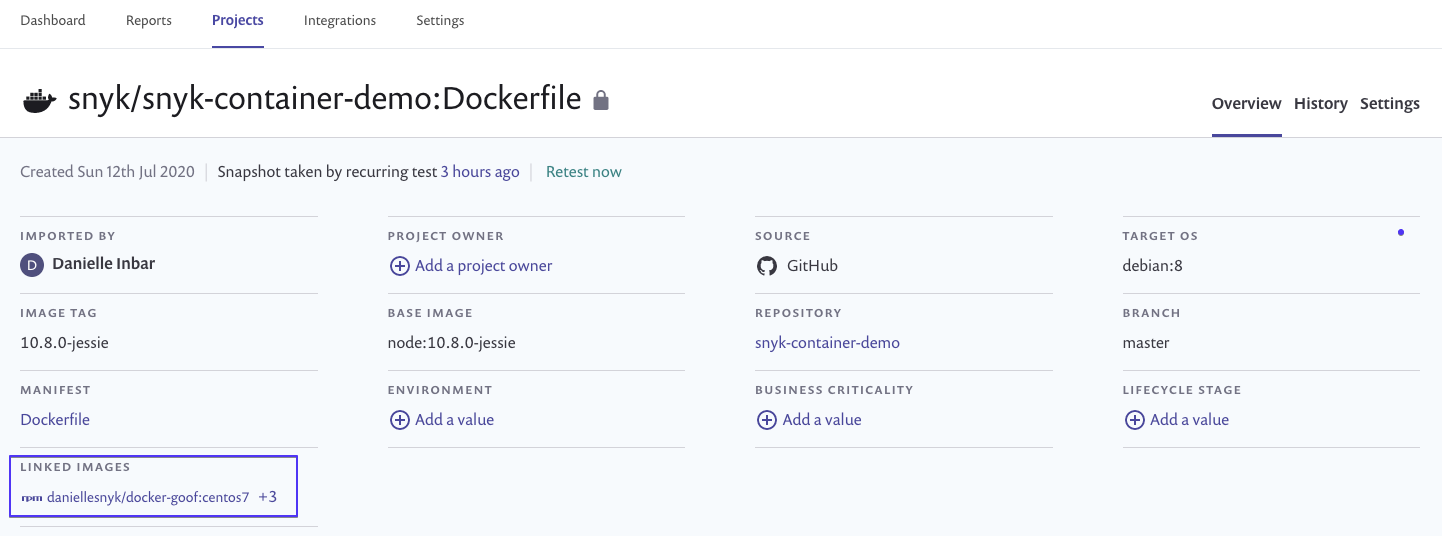 Dashboard Reports Projects Integrations Settings
snyk/snyk-container-demo:Dockerfile
Overview History Settings
Created Sun 12th Jul 2020 Snapshot taken by recurring test 3 hours ago Retest now
IMPORTED BY PROJECT OWNER SOURCE TARGET OS
D Danielle Inbar Add a project owner GitHub debian:8
IMAGE TAG BASE IMAGE REPOSITORY BRANCH
10.8.0-jessie node:10.8.0-jessie snyk-container-demo master
MANIFEST ENVIRONMENT BUSINESS CRITICALITY LIFECYCLE STAGE
Dockerfile Add a value Add a value Add a value
LINKED IMAGES
npm daniellesnyk/docker-goof:centos7 +3